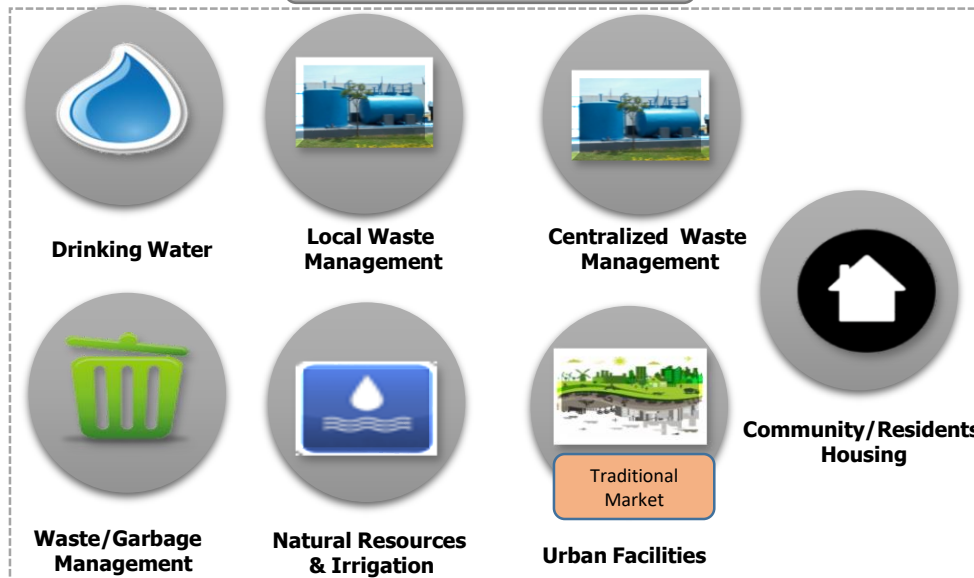 Drinking Water
Local Waste
Management
Centralized Waste
Management
Community/Residents
Housing
Traditional
Market
Waste/Garbage
Management
Natural Resources
& Irrigation
Urban Facilities